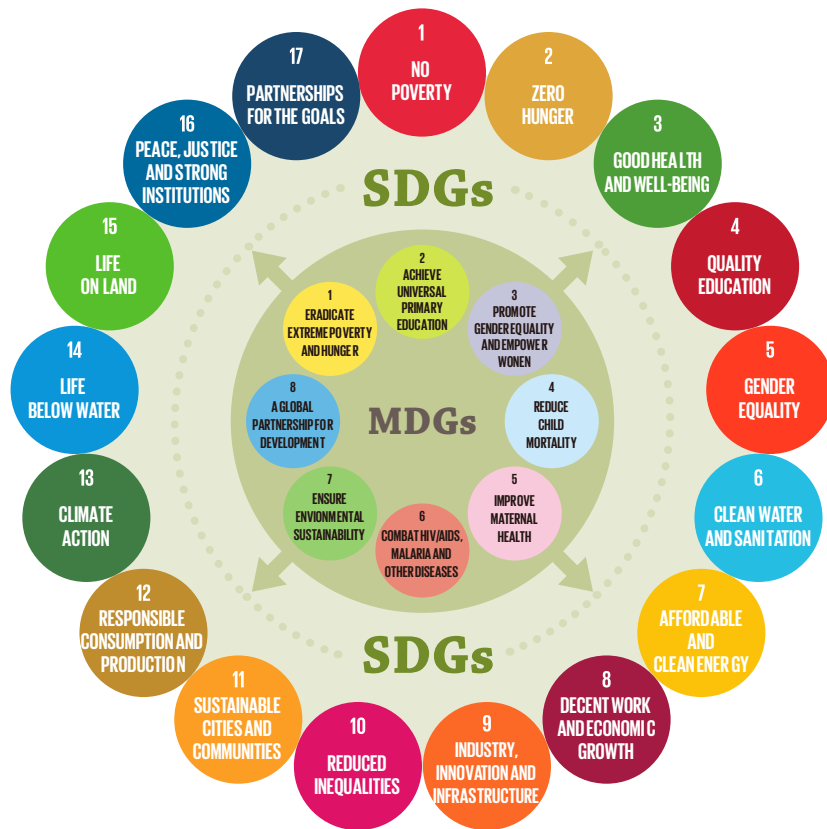 1
NO
POVERTY
2
ZERO
HUNGER
3
GOOD HEALTH
AND WELL-BEING
4
QUALITY
EDUCATION
5
GENDER
EQUALITY
6
CLEAN WATER
AND SANITATION
7
AFFORDABLE
AND
CLEAN ENERGY
8
DECENT WORK
AND ECONOMIC
GROWTH
9
INDUSTRY,
INNOVATION AND
INFRASTRUCTURE
10
REDUCED
INEQUALITIES
11
SUSTAINABLE
CITIES AND
COMMUNITIES
12
RESPONSIBLE
CONSUMPTION AND
PRODUCTION
13
CLIMATE
ACTION
14
LIFE
BELOW WATER
15
LIFE
ON LAND
16
PEACE, JUSTICE
AND STRONG
INSTITUTIONS
17
PARTNERSHIPS
FOR THE GOALS
SDGs
1
ERADICATE
EXTREME POVERTY
AND HUNGER
2
ACHIEVE
UNIVERSAL
PRIMARY
EDUCATION
3
PROMOTE
GENDER EQUALITY
AND EMPOWER
WONEN
4
REDUCE
CHILD
MORTALITY
5
IMPROVE
MATERNAL
HEALTH
6
COMBAT HIV/AIDS,
MALARIA AND
OTHER DISEASES
7
ENSURE
ENVIONMENTAL
SUSTAINABILITY
8
A GLOBAL
PARTNERSHIP FOR
DEVELOPMENT
MDGs
SDGs